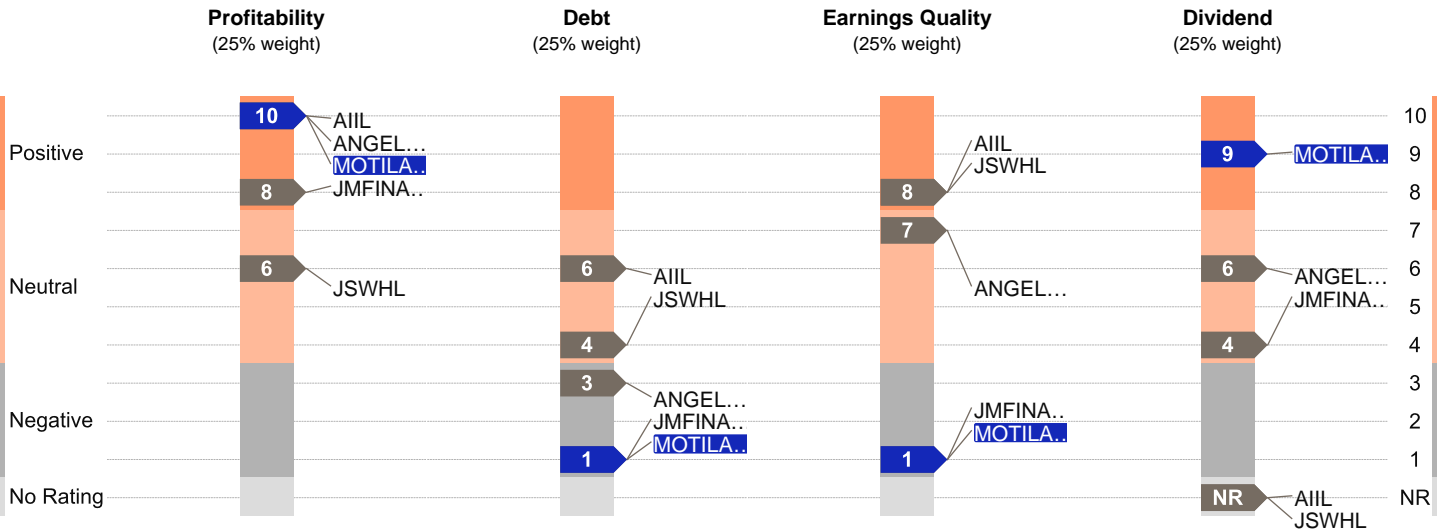 Profitability
(25% weight)
Debt
(25% weight)
Earnings Quality
(25% weight)
Dividend
(25% weight)
Positive
Neutral
Negative
No Rating
10
AIIL
ANGEL...
MOTILA..
8
JMFINA..
6
JSWHL
6
AIIL
4
JSWHL
3
ANGEL...
1
JMFINA..
MOTILA..
8
AIIL
JSWHL
7
ANGEL...
1
JMFINA..
MOTILA..
9
MOTILA..
6
ANGEL...
4
JMFINA..
NR
AIIL
JSWHL
10
9
8
7
6
5
4
3
2
1
NR